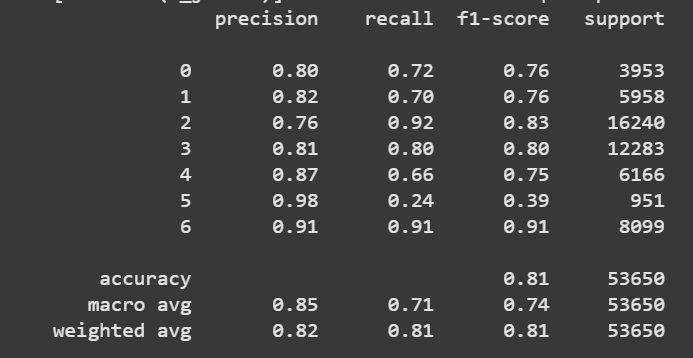 precision recall f1-score support
0 0.80 0.72 0.76 3953
1 0.82 0.70 0.76 5958
2 0.76 0.92 0.83 16240
3 0.81 0.80 0.80 12283
4 0.87 0.66 0.75 6166
5 0.98 0.24 0.39 951
6 0.91 0.91 0.91 8099
accuracy 0.81 53650
macro avg 0.85 0.71 0.74 53650
weighted avg 0.82 0.81 0.81 53650